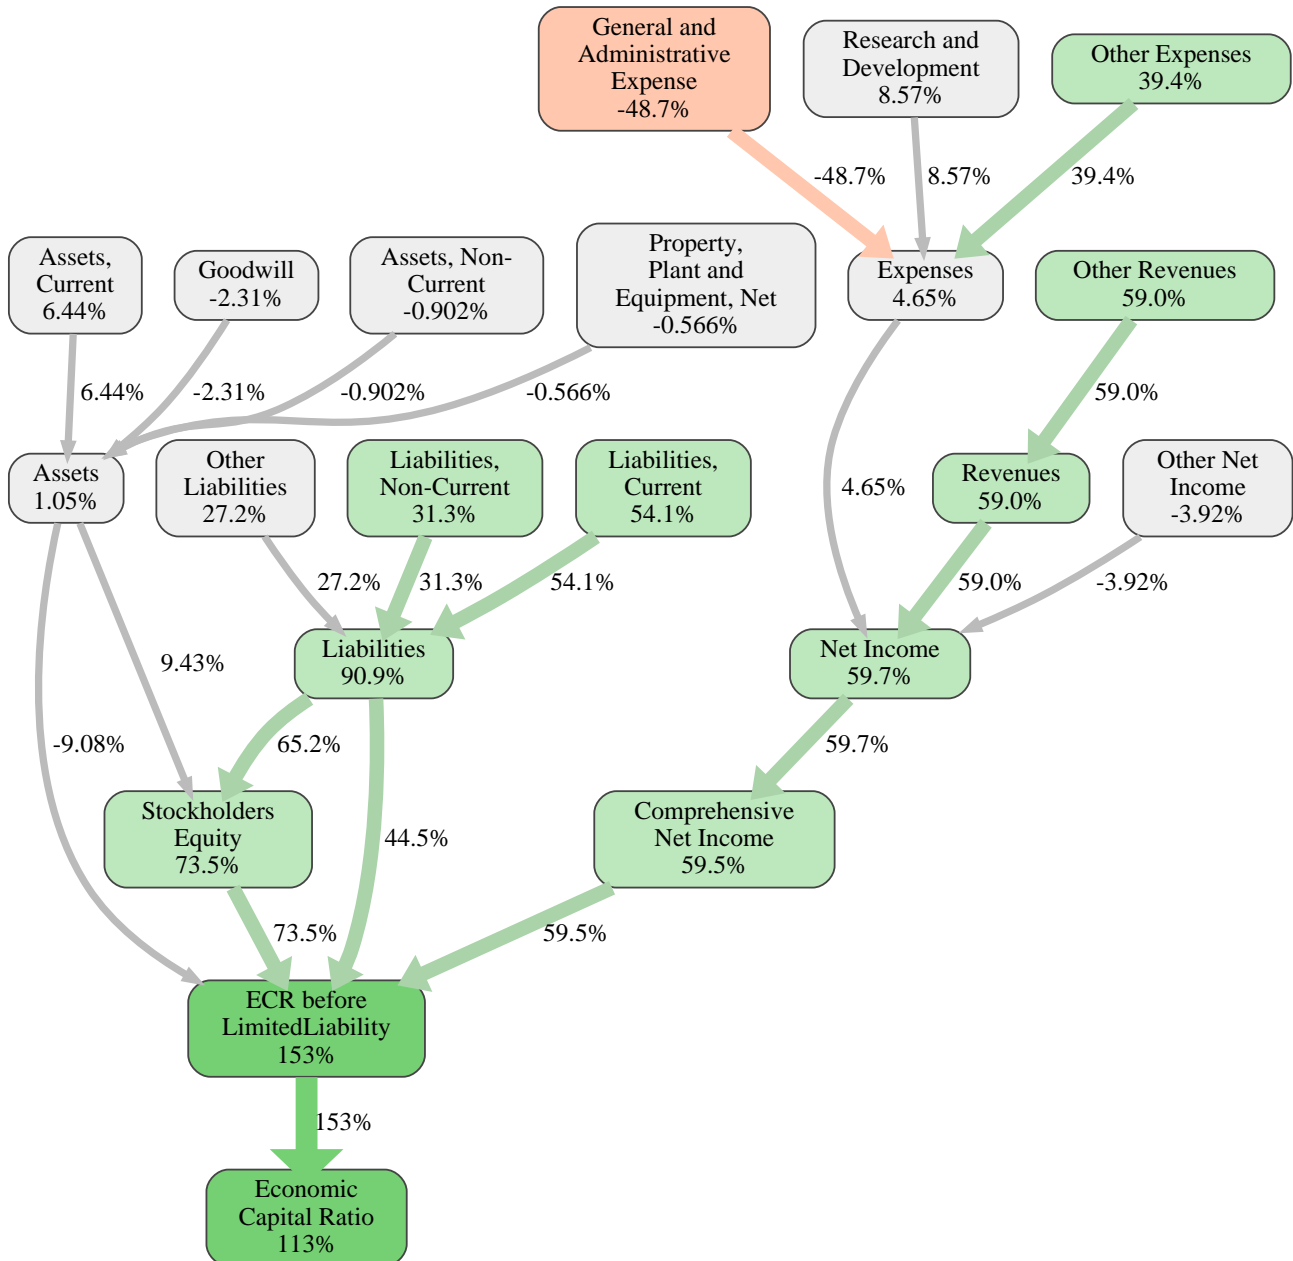 General and
Administrative
Expense
-48.7%
Research and
Development
8.57%
Other Expenses
39.4%
-48.7%
8.57%
39.4%
Assets,
Current
6.44%
Goodwill
-2.31%
Assets, Non-
Current
-0.902%
Property,
Plant and
Equipment, Net
-0.566%
Expenses
4.65%
Other Revenues
59.0%
6.44%
-2.31%
-0.902%
-0.566%
59.0%
Assets
1.05%
Other
Liabilities
27.2%
Liabilities,
Non-Current
31.3%
Liabilities,
Current
54.1%
4.65%
Revenues
59.0%
Other Net
Income
-3.92%
27.2%
31.3%
54.1%
59.0%
-3.92%
9.43%
Liabilities
90.9%
Net Income
59.7%
-9.08%
65.2%
59.7%
Stockholders
Equity
73.5%
44.5%
Comprehensive
Net Income
59.5%
73.5%
59.5%
ECR before
LimitedLiability
153%
153%
Economic
Capital Ratio
113%